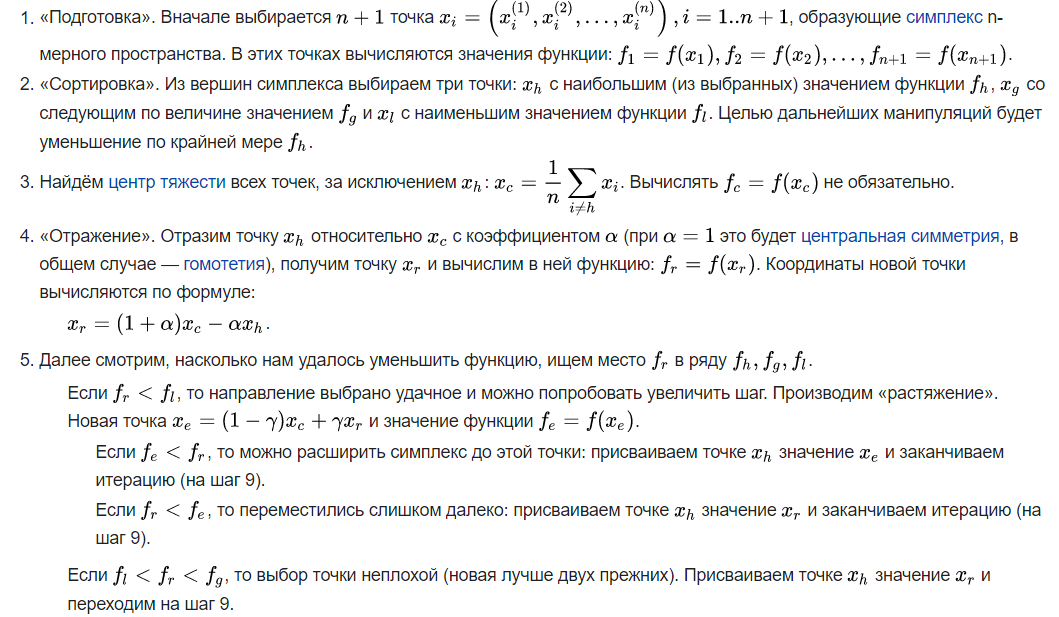 1. «Подготовка». Вначале выбирается n + 1 точка x_i = (x_i^(1), x_i^(2), …, x_i^(n)), i = 1..n + 1, образующие симплекс n-
мерного пространства. В этих точках вычисляются значения функции: f_1 = f(x_1), f_2 = f(x_2), …, f_{n+1} = f(x_{n+1}).
2. «Сортировка». Из вершин симплекса выбираем три точки: x_h с наибольшим (из выбранных) значением функции f_h, x_g со
следующим по величине значением f_g и x_l с наименьшим значением функции f_l. Целью дальнейших манипуляций будет
уменьшение по крайней мере f_h.
3. Найдём центр тяжести всех точек, за исключением x_h: x_c = 1/n ∑_{i≠h} x_i. Вычислять f_c = f(x_c) не обязательно.
4. «Отражение». Отразим точку x_h относительно x_c с коэффициентом α (при α = 1 это будет центральная симметрия, в
общем случае — гомотетия), получим точку x_r и вычислим в ней функцию: f_r = f(x_r). Координаты новой точки
вычисляются по формуле:
x_r = (1 + α)x_c − αx_h.
5. Далее смотрим, насколько нам удалось уменьшить функцию, ищем место f_r в ряду f_h, f_g, f_l.
Если f_r < f_l, то направление выбрано удачное и можно попробовать увеличить шаг. Производим «растяжение».
Новая точка x_e = (1 − γ)x_c + γx_r и значение функции f_e = f(x_e).
Если f_e < f_r, то можно расширить симплекс до этой точки: присваиваем точке x_h значение x_e и заканчиваем
итерацию (на шаг 9).
Если f_r < f_e, то переместились слишком далеко: присваиваем точке x_h значение x_r и заканчиваем итерацию (на
шаг 9).
Если f_l < f_r < f_g, то выбор точки неплохой (новая лучше двух прежних). Присваиваем точке x_h значение x_r и
переходим на шаг 9.